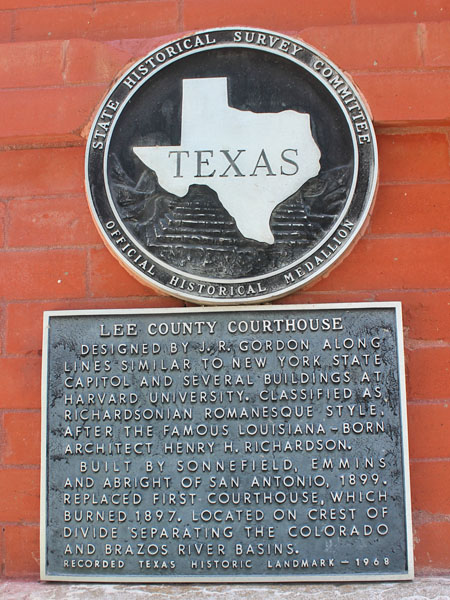 STATE HISTORICAL SURVEY COMMITTEE
TEXAS
OFFICIAL HISTORICAL MEDALLION
LEE COUNTY COURTHOUSE
DESIGNED BY J. R. GORDON ALONG
LINES SIMILAR TO NEW YORK STATE
CAPITOL AND SEVERAL BUILDINGS AT
HARVARD UNIVERSITY. CLASSIFIED AS
RICHARDSONIAN ROMANESQUE STYLE,
AFTER THE FAMOUS LOUISIANA-BORN
ARCHITECT HENRY H. RICHARDSON.
BUILT BY SONNEFIELD, EMMINS
AND ABRIGHT OF SAN ANTONIO, 1899.
REPLACED FIRST COURTHOUSE, WHICH
BURNED 1897. LOCATED ON CREST OF
DIVIDE SEPARATING THE COLORADO
AND BRAZOS RIVER BASINS.
RECORDED TEXAS HISTORIC LANDMARK-1968